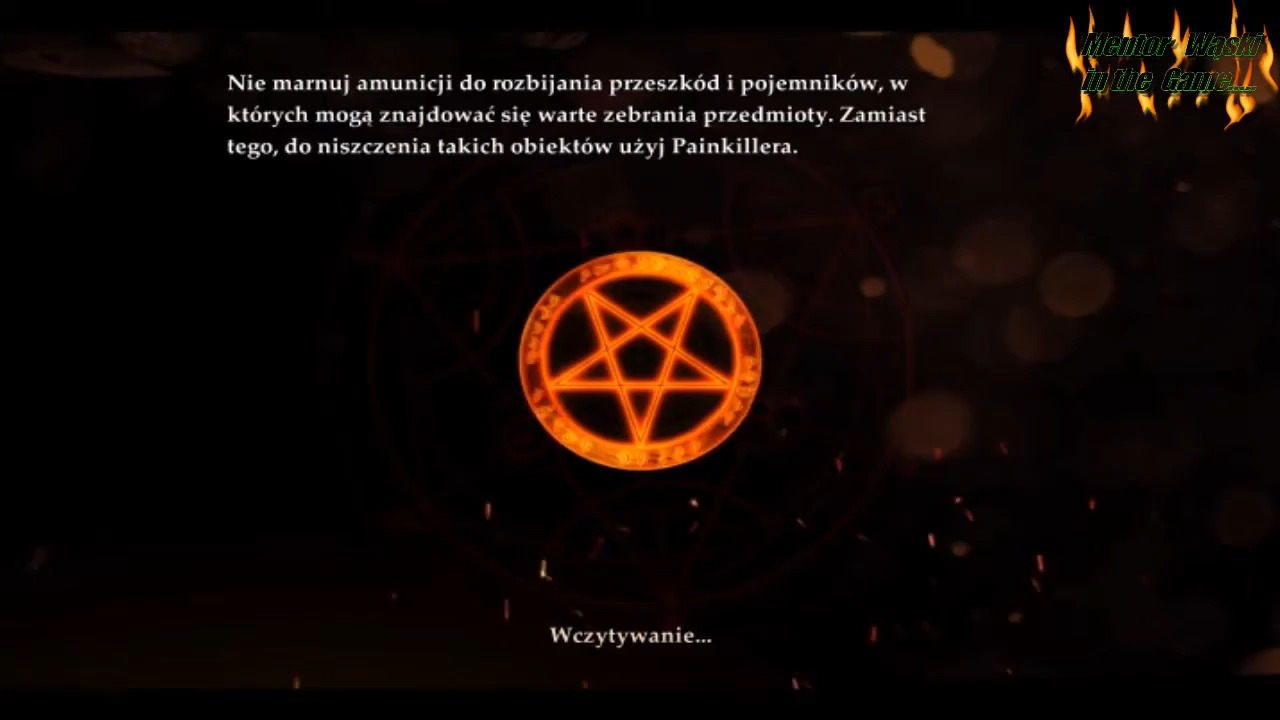 Mentor Wąski
in the Game....
Nie marnuj amunicji do rozbijania przeszkód i pojemników, w
których mogą znajdować się warte zebrania przedmioty. Zamiast
tego, do niszczenia takich obiektów użyj Painkillera.
Wczytywanie...